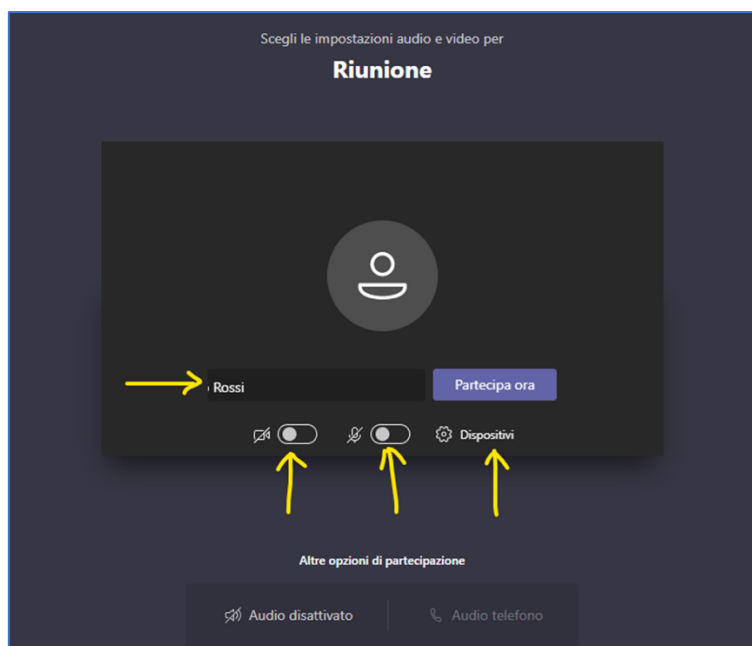 Scegli le impostazioni audio e video per
Riunione
Rossi
Partecipa ora
Dispositivi
Altre opzioni di partecipazione
Audio disattivato
Audio telefono